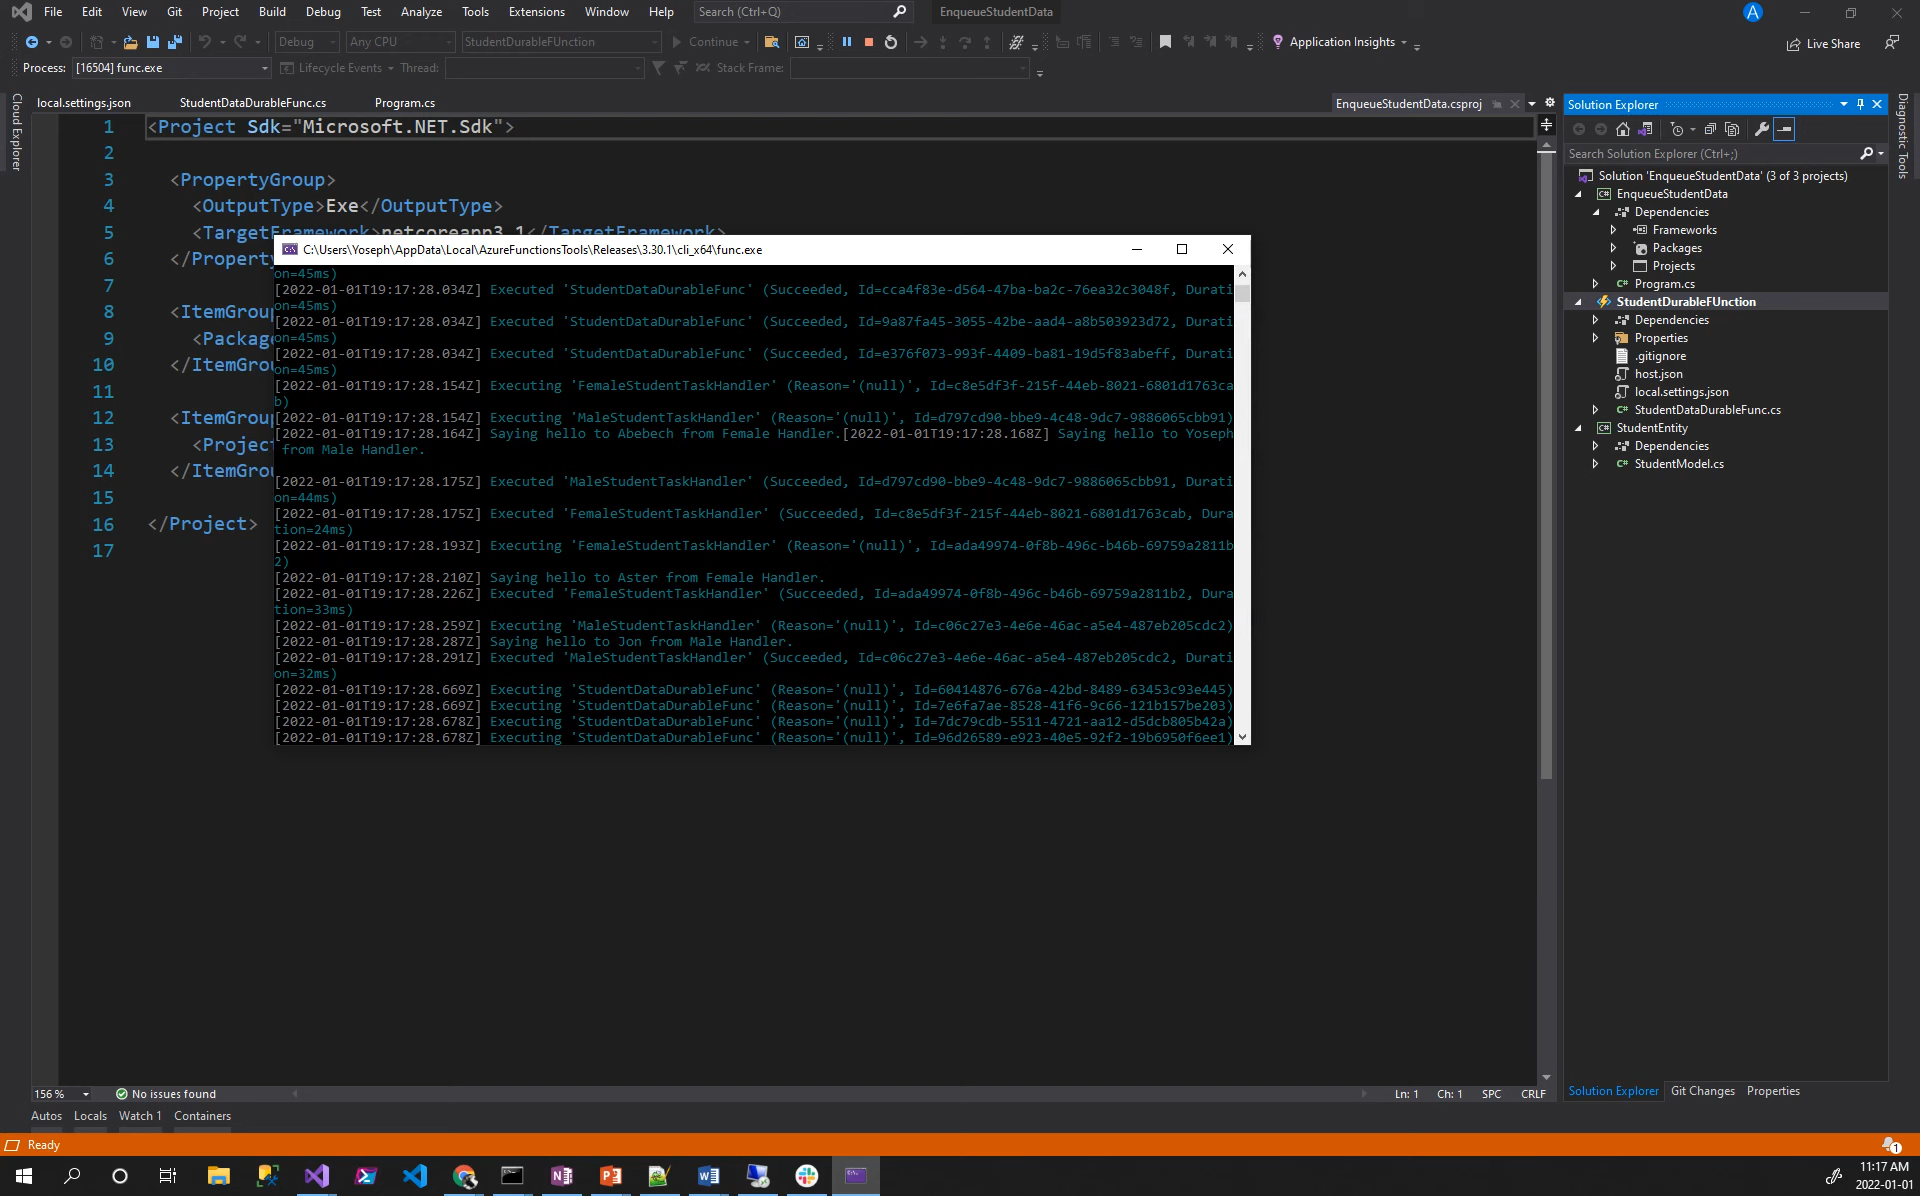 File Edit View Git Project Build Debug Test Analyze Tools Extensions Window Help Search (Ctrl+Q) EnqueueStudentData A
Debug Any CPU StudentDurableFUnction Continue Application Insights Live Share
Process: [16504] func.exe Lifecycle Events Thread: Stack Frame:
local.settings.json StudentDataDurableFunc.cs Program.cs EnqueueStudentData.csproj
Cloud Explorer
1 <Project Sdk="Microsoft.NET.Sdk">
2
3 <PropertyGroup>
4 <OutputType>Exe</OutputType>
5 <TargetFramework>netcoreapp3.1</TargetFramework>
6 </Property
7
8 <ItemGrou
9 <Packag
10 </ItemGrou
11
12 <ItemGrou
13 <Projec
14 </ItemGrou
15
16 </Project>
17
C:\Users\Yoseph\AppData\Local\AzureFunctionsTools\Releases\3.30.1\cli_x64\func.exe
on=45ms)
[2022-01-01T19:17:28.034Z] Executed 'StudentDataDurableFunc' (Succeeded, Id=cca4f83e-d564-47ba-ba2c-76ea32c3048f, Durati
on=45ms)
[2022-01-01T19:17:28.034Z] Executed 'StudentDataDurableFunc' (Succeeded, Id=9a87fa45-3055-42be-aad4-a8b503923d72, Durati
on=45ms)
[2022-01-01T19:17:28.034Z] Executed 'StudentDataDurableFunc' (Succeeded, Id=e376f073-993f-4409-ba81-19d5f83abeff, Durati
on=45ms)
[2022-01-01T19:17:28.154Z] Executing 'FemaleStudentTaskHandler' (Reason='(null)', Id=c8e5df3f-215f-44eb-8021-6801d1763ca
b)
[2022-01-01T19:17:28.154Z] Executing 'MaleStudentTaskHandler' (Reason='(null)', Id=d797cd90-bbe9-4c48-9dc7-9886065cbb91)
[2022-01-01T19:17:28.164Z] Saying hello to Abebech from Female Handler.[2022-01-01T19:17:28.168Z] Saying hello to Yoseph
from Male Handler.
[2022-01-01T19:17:28.175Z] Executed 'MaleStudentTaskHandler' (Succeeded, Id=d797cd90-bbe9-4c48-9dc7-9886065cbb91, Durati
on=44ms)
[2022-01-01T19:17:28.175Z] Executed 'FemaleStudentTaskHandler' (Succeeded, Id=c8e5df3f-215f-44eb-8021-6801d1763cab, Dura
tion=24ms)
[2022-01-01T19:17:28.193Z] Executing 'FemaleStudentTaskHandler' (Reason='(null)', Id=ada49974-0f8b-496c-b46b-69759a2811b
2)
[2022-01-01T19:17:28.210Z] Saying hello to Aster from Female Handler.
[2022-01-01T19:17:28.226Z] Executed 'FemaleStudentTaskHandler' (Succeeded, Id=ada49974-0f8b-496c-b46b-69759a2811b2, Dura
tion=33ms)
[2022-01-01T19:17:28.259Z] Executing 'MaleStudentTaskHandler' (Reason='(null)', Id=c06c27e3-4e6e-46ac-a5e4-487eb205cdc2)
[2022-01-01T19:17:28.287Z] Saying hello to Jon from Male Handler.
[2022-01-01T19:17:28.291Z] Executed 'MaleStudentTaskHandler' (Succeeded, Id=c06c27e3-4e6e-46ac-a5e4-487eb205cdc2, Durati
on=32ms)
[2022-01-01T19:17:28.669Z] Executing 'StudentDataDurableFunc' (Reason='(null)', Id=60414876-676a-42bd-8489-63453c93e445)
[2022-01-01T19:17:28.669Z] Executing 'StudentDataDurableFunc' (Reason='(null)', Id=7e6fa7ae-8528-41f6-9c66-121b157be203)
[2022-01-01T19:17:28.678Z] Executing 'StudentDataDurableFunc' (Reason='(null)', Id=7dc79cdb-5511-4721-aa12-d5dcb805b42a)
[2022-01-01T19:17:28.678Z] Executing 'StudentDataDurableFunc' (Reason='(null)', Id=96d26589-e923-40e5-92f2-19b6950f6ee1)
Solution Explorer
Search Solution Explorer (Ctrl+;)
Solution 'EnqueueStudentData' (3 of 3 projects)
EnqueueStudentData
Dependencies
Frameworks
Packages
Projects
C# Program.cs
StudentDurableFUnction
Dependencies
Properties
.gitignore
host.json
local.settings.json
C# StudentDataDurableFunc.cs
StudentEntity
Dependencies
C# StudentModel.cs
Diagnostic Tools
Solution Explorer Git Changes Properties
156 % No issues found Ln: 1 Ch: 1 SPC CRLF
Autos Locals Watch 1 Containers
Ready 1
11:17 AM
2022-01-01